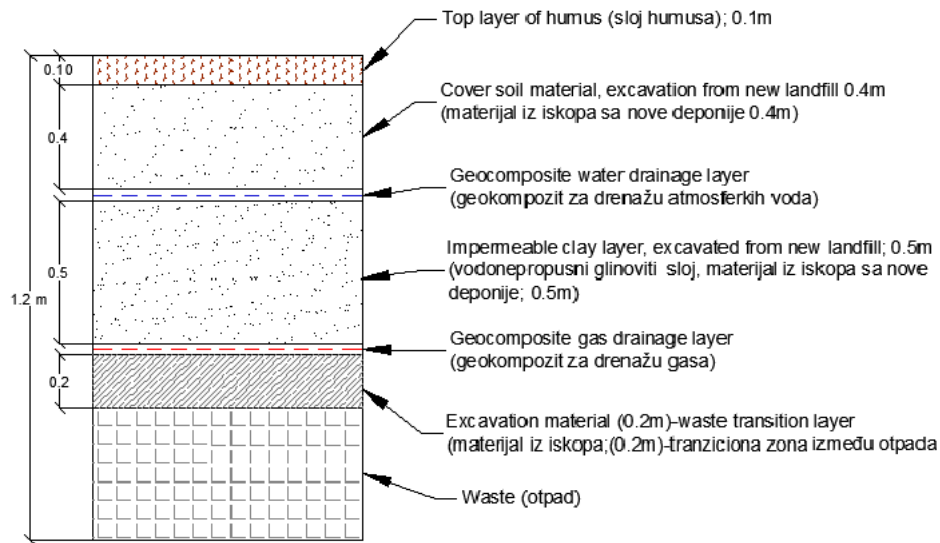 Top layer of humus (sloj humusa); 0.1m
0.10
Cover soil material, excavation from new landfill 0.4m
(materijal iz iskopa sa nove deponije 0.4m)
0.4
Geocomposite water drainage layer
(geokompozit za drenažu atmosferkih voda)
Impermeable clay layer, excavated from new landfill; 0.5m
(vodonepropusni glinoviti sloj, materijal iz iskopa sa nove
deponije; 0.5m)
0.5
1.2 m
Geocomposite gas drainage layer
(geokompozit za drenažu gasa)
0.2
Excavation material (0.2m)-waste transition layer
(materijal iz iskopa;(0.2m)-tranziciona zona između otpada
Waste (otpad)